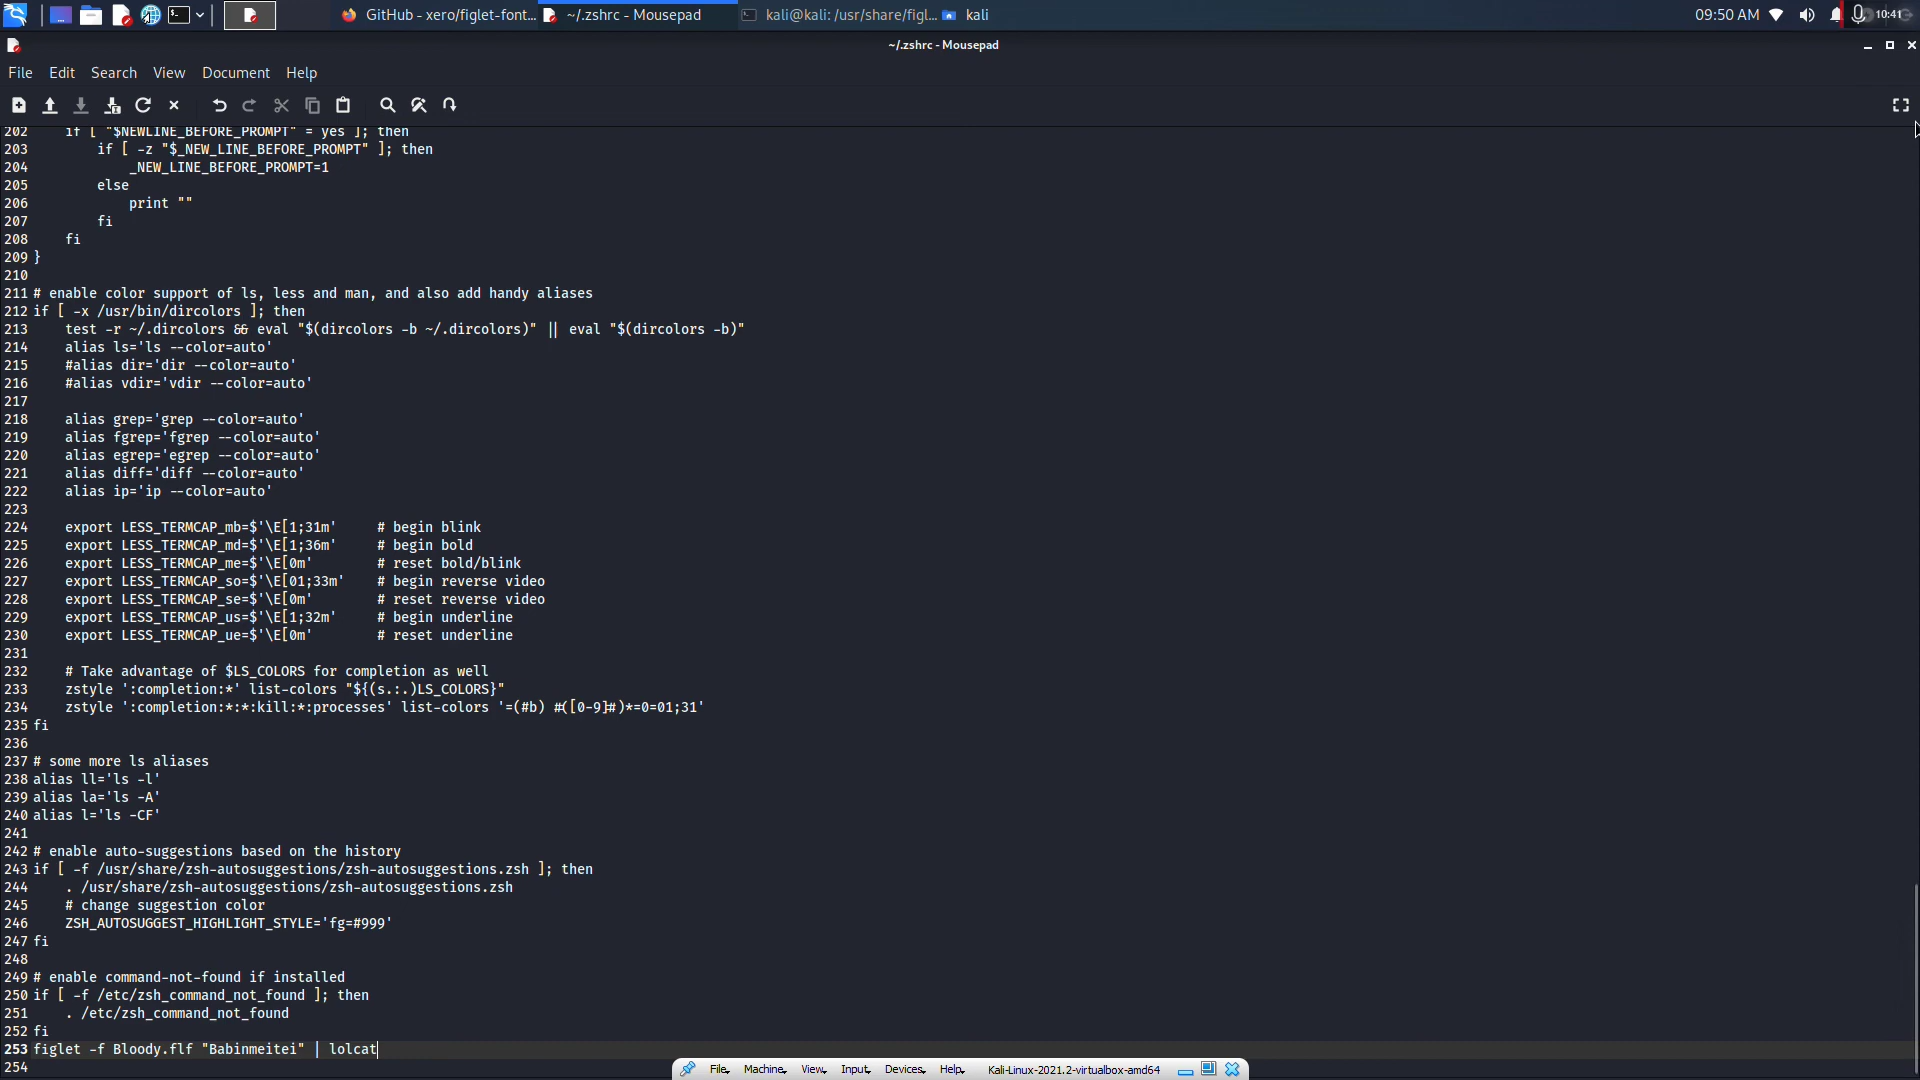 GitHub - xero/figlet-font... ~/.zshrc - Mousepad kali@kali: /usr/share/figl... kali 09:50 AM 10:41
~/.zshrc - Mousepad
File Edit Search View Document Help
202     if [ "$NEWLINE_BEFORE_PROMPT" = yes ]; then
203         if [ -z "$_NEW_LINE_BEFORE_PROMPT" ]; then
204             _NEW_LINE_BEFORE_PROMPT=1
205         else
206             print ""
207         fi
208     fi
209 }
210
211 # enable color support of ls, less and man, and also add handy aliases
212 if [ -x /usr/bin/dircolors ]; then
213     test -r ~/.dircolors && eval "$(dircolors -b ~/.dircolors)" || eval "$(dircolors -b)"
214     alias ls='ls --color=auto'
215     #alias dir='dir --color=auto'
216     #alias vdir='vdir --color=auto'
217
218     alias grep='grep --color=auto'
219     alias fgrep='fgrep --color=auto'
220     alias egrep='egrep --color=auto'
221     alias diff='diff --color=auto'
222     alias ip='ip --color=auto'
223
224     export LESS_TERMCAP_mb=$'\E[1;31m'     # begin blink
225     export LESS_TERMCAP_md=$'\E[1;36m'     # begin bold
226     export LESS_TERMCAP_me=$'\E[0m'        # reset bold/blink
227     export LESS_TERMCAP_so=$'\E[01;33m'    # begin reverse video
228     export LESS_TERMCAP_se=$'\E[0m'        # reset reverse video
229     export LESS_TERMCAP_us=$'\E[1;32m'     # begin underline
230     export LESS_TERMCAP_ue=$'\E[0m'        # reset underline
231
232     # Take advantage of $LS_COLORS for completion as well
233     zstyle ':completion:*' list-colors "${(s.:.)LS_COLORS}"
234     zstyle ':completion:*:*:kill:*:processes' list-colors '=(#b) #([0-9]#)*=0=01;31'
235 fi
236
237 # some more ls aliases
238 alias ll='ls -l'
239 alias la='ls -A'
240 alias l='ls -CF'
241
242 # enable auto-suggestions based on the history
243 if [ -f /usr/share/zsh-autosuggestions/zsh-autosuggestions.zsh ]; then
244     . /usr/share/zsh-autosuggestions/zsh-autosuggestions.zsh
245     # change suggestion color
246     ZSH_AUTOSUGGEST_HIGHLIGHT_STYLE='fg=#999'
247 fi
248
249 # enable command-not-found if installed
250 if [ -f /etc/zsh_command_not_found ]; then
251     . /etc/zsh_command_not_found
252 fi
253 figlet -f Bloody.flf "Babinmeitei" | lolcat
254
File Machine View Input Devices Help Kali-Linux-2021.2-virtualbox-amd64